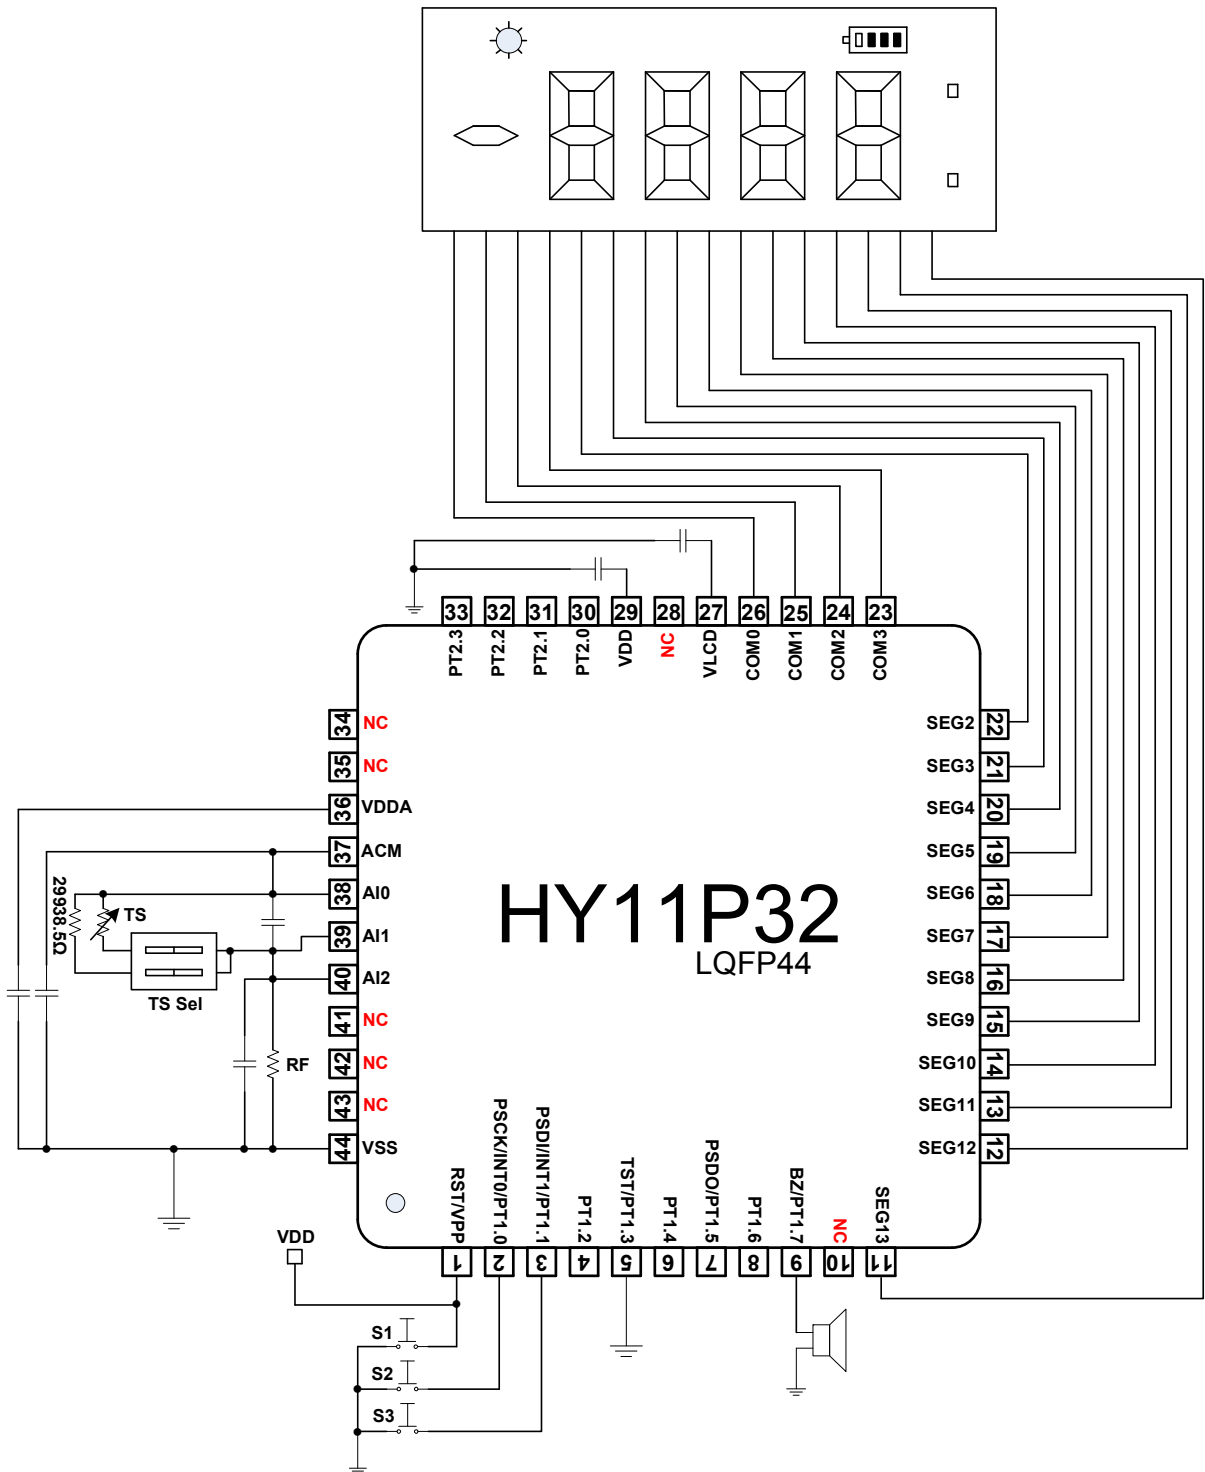 33
32
31
30
29
28
27
26
25
24
23
PT2.3
PT2.2
PT2.1
PT2.0
VDD
NC
VLCD
COM0
COM1
COM2
COM3
34 NC
35 NC
36 VDDA
37 ACM
38 AI0
39 AI1
40 AI2
41 NC
42 NC
43 NC
44 VSS
29938.5Ω
TS
TS Sel
RF
HY11P32
LQFP44
SEG2 22
SEG3 21
SEG4 20
SEG5 19
SEG6 18
SEG7 17
SEG8 16
SEG9 15
SEG10 14
SEG11 13
SEG12 12
RST/VPP
PSCK/INT0/PT1.0
PSDI/INT1/PT1.1
PT1.2
TST/PT1.3
PT1.4
PSDO/PT1.5
PT1.6
BZ/PT1.7
NC
SEG13
1
2
3
4
5
6
7
8
9
10
11
VDD
S1
S2
S3